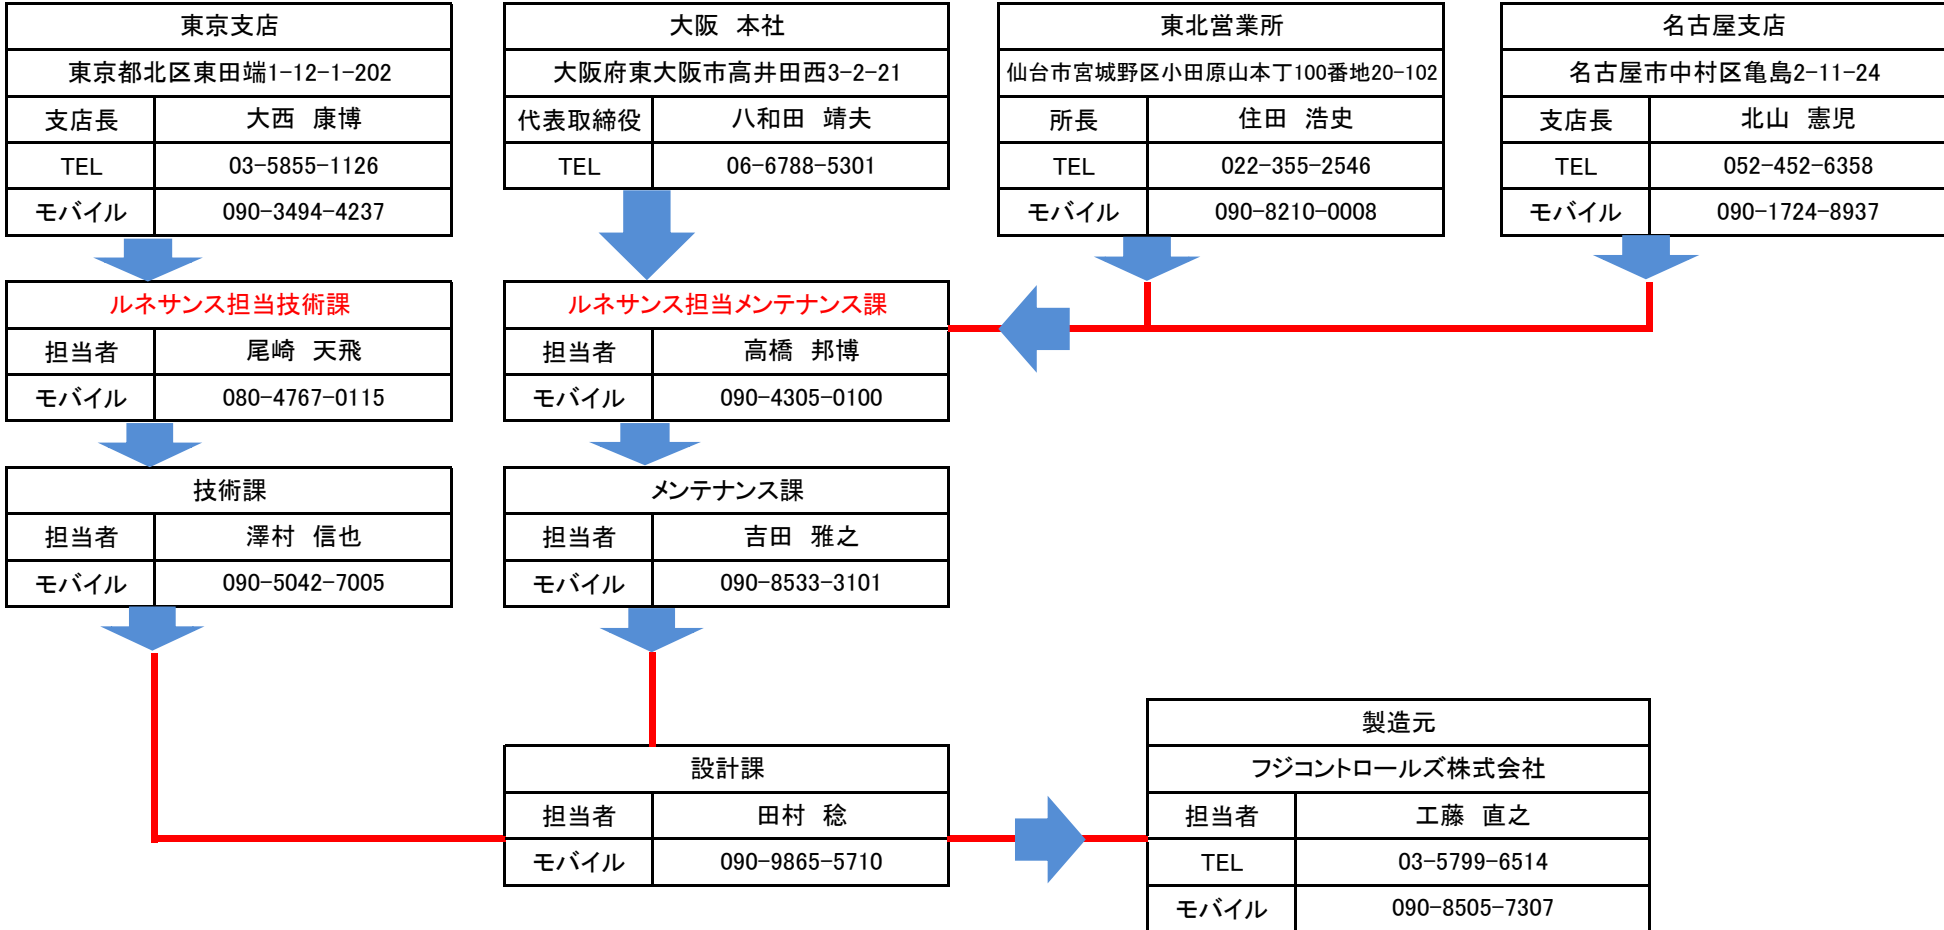 東京支店
東京都北区東田端1-12-1-202
支店長 大西 康博
TEL 03-5855-1126
モバイル 090-3494-4237
大阪 本社
大阪府東大阪市高井田西3-2-21
代表取締役 八和田 靖夫
TEL 06-6788-5301
東北営業所
仙台市宮城野区小田原山本丁100番地20-102
所長 住田 浩史
TEL 022-355-2546
モバイル 090-8210-0008
名古屋支店
名古屋市中村区亀島2-11-24
支店長 北山 憲児
TEL 052-452-6358
モバイル 090-1724-8937
ルネサンス担当技術課
担当者 尾崎 天飛
モバイル 080-4767-0115
ルネサンス担当メンテナンス課
担当者 高橋 邦博
モバイル 090-4305-0100
技術課
担当者 澤村 信也
モバイル 090-5042-7005
メンテナンス課
担当者 吉田 雅之
モバイル 090-8533-3101
設計課
担当者 田村 稔
モバイル 090-9865-5710
製造元
フジコントロールズ株式会社
担当者 工藤 直之
TEL 03-5799-6514
モバイル 090-8505-7307